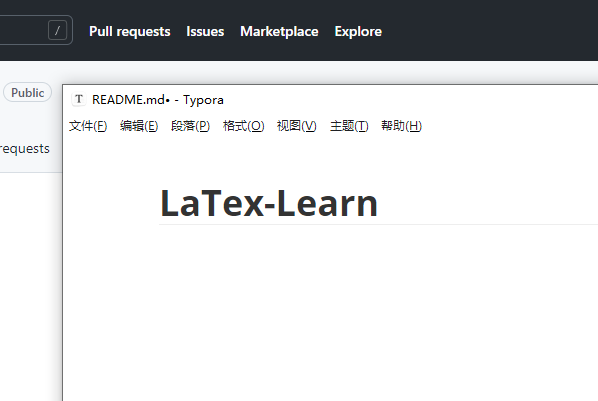 / Pull requests Issues Marketplace Explore
Public
requests
T README.md• - Typora
文件(F) 编辑(E) 段落(P) 格式(O) 视图(V) 主题(T) 帮助(H)
LaTex-Learn